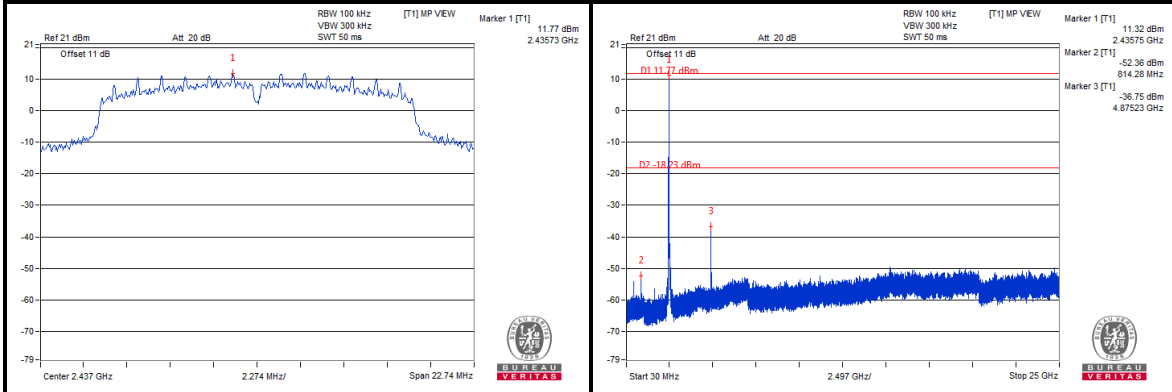 RBW 100 kHz [T1] MP VIEW
VBW 300 kHz
Ref 21 dBm Att 20 dB SWT 50 ms
Marker 1 [T1]
11.77 dBm
2.43573 GHz
21
Offset 11 dB
1
10
0
-10
-20
-30
-40
-50
-60
-70
-79
Center 2.437 GHz 2.274 MHz/ Span 22.74 MHz
BUREAU VERITAS
1828
BUREAU
VERITAS
RBW 100 kHz [T1] MP VIEW
VBW 300 kHz
Ref 21 dBm Att 20 dB SWT 50 ms
Marker 1 [T1]
11.32 dBm
2.43575 GHz
Marker 2 [T1]
-52.36 dBm
814.28 MHz
Marker 3 [T1]
-36.75 dBm
4.87523 GHz
21
Offset 11 dB
1
D1 11.77 dBm
10
0
-10
D2 -18.23 dBm
-20
-30
3
-40
2
-50
-60
-70
-79
Start 30 MHz 2.497 GHz/ Stop 25 GHz
BUREAU VERITAS
1828
BUREAU
VERITAS